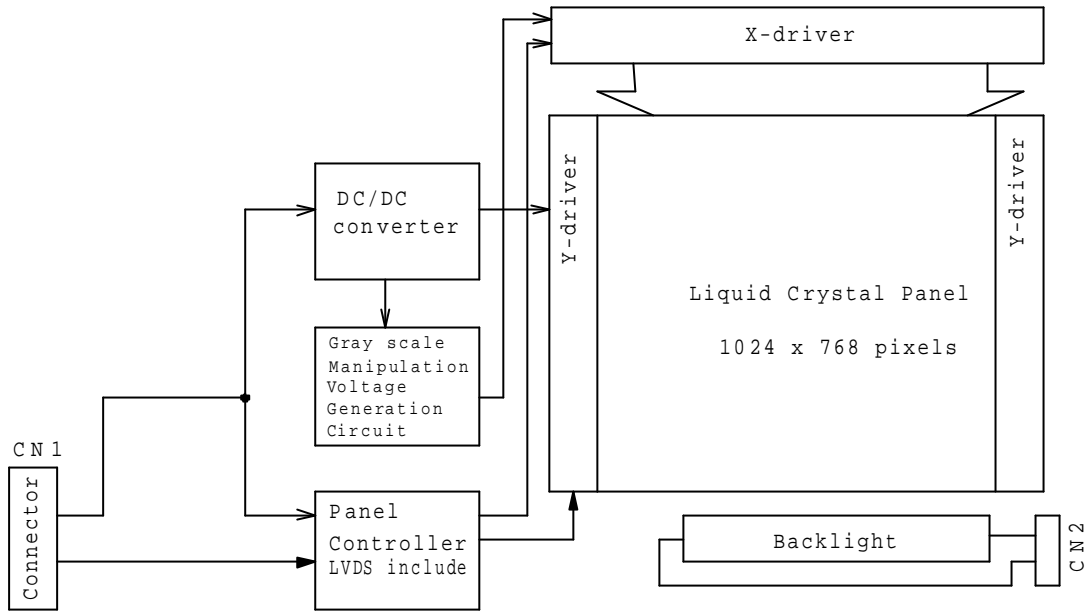 X-driver
Y-driver
Y-driver
DC/DC
converter
Liquid Crystal Panel
1024 x 768 pixels
Gray scale
Manipulation
Voltage
Generation
Circuit
CN1
Connector
Panel
Controller
LVDS include
Backlight
CN2